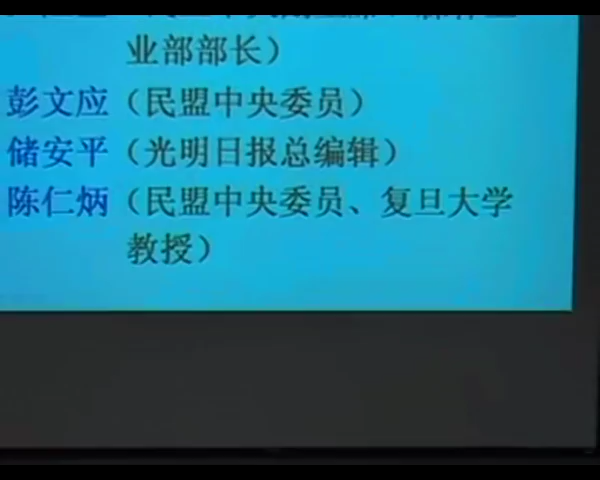 业部部长）
彭文应（民盟中央委员）
储安平（光明日报总编辑）
陈仁炳（民盟中央委员、复旦大学
教授）